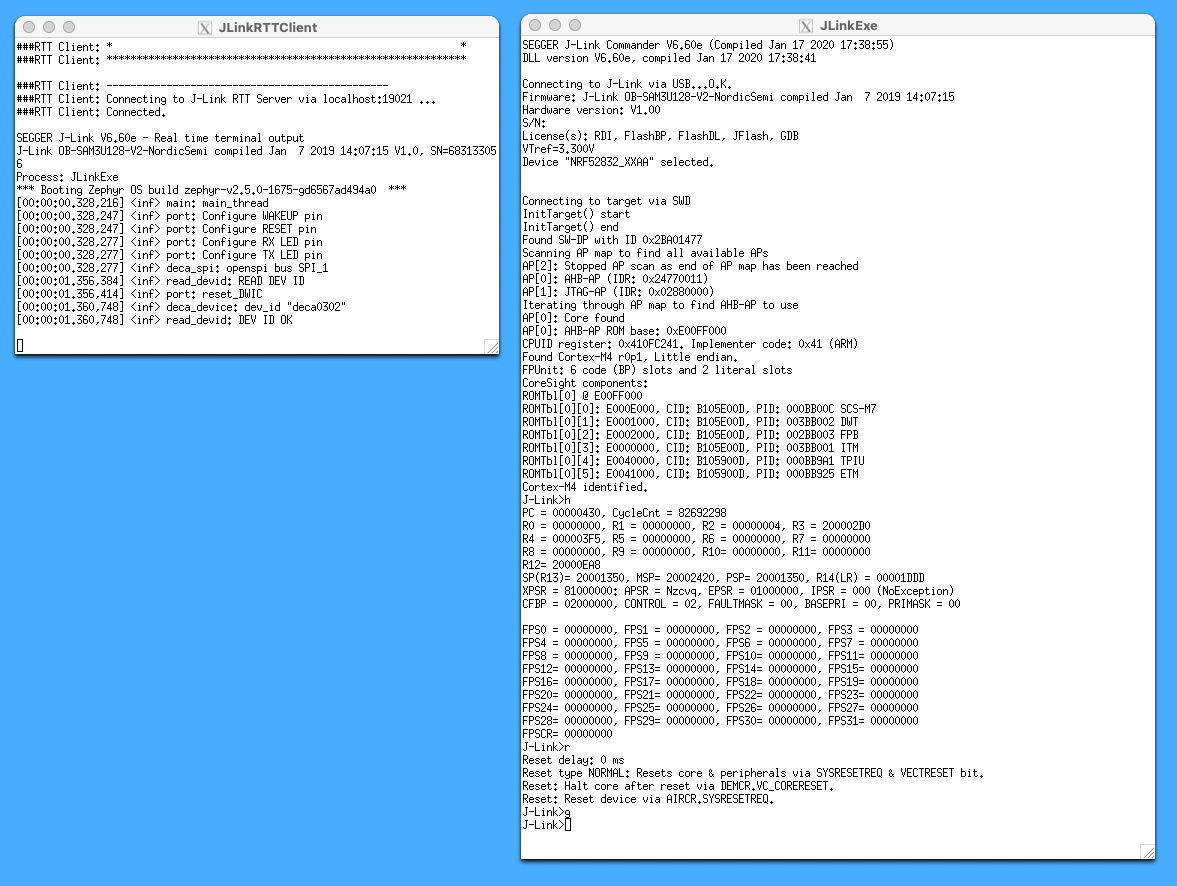 JLinkRTTClient
###RTT Client: *                                                           *
###RTT Client: ************************************************************
###RTT Client: -----------------------------------------------
###RTT Client: Connecting to J-Link RTT Server via localhost:19021 ...
###RTT Client: Connected.
SEGGER J-Link V6.60e - Real time terminal output
J-Link OB-SAM3U128-V2-NordicSemi compiled Jan  7 2019 14:07:15 V1.0, SN=68313305
6
Process: JLinkExe
*** Booting Zephyr OS build zephyr-v2.5.0-1675-gd6567ad494a0  ***
[00:00:00.328,216] <inf> main: main_thread
[00:00:00.328,247] <inf> port: Configure WAKEUP pin
[00:00:00.328,247] <inf> port: Configure RESET pin
[00:00:00.328,277] <inf> port: Configure RX LED pin
[00:00:00.328,277] <inf> port: Configure TX LED pin
[00:00:00.328,277] <inf> deca_spi: openspi bus SPI_1
[00:00:01.356,384] <inf> read_devid: READ DEV ID
[00:00:01.356,414] <inf> port: reset_DWIC
[00:00:01.360,748] <inf> deca_device: dev_id "deca0302"
[00:00:01.360,748] <inf> read_devid: DEV ID OK
JLinkExe
SEGGER J-Link Commander V6.60e (Compiled Jan 17 2020 17:38:55)
DLL version V6.60e, compiled Jan 17 2020 17:38:41
Connecting to J-Link via USB...O.K.
Firmware: J-Link OB-SAM3U128-V2-NordicSemi compiled Jan  7 2019 14:07:15
Hardware version: V1.00
S/N:
License(s): RDI, FlashBP, FlashDL, JFlash, GDB
VTref=3.300V
Device "NRF52832_XXAA" selected.
Connecting to target via SWD
InitTarget() start
InitTarget() end
Found SW-DP with ID 0x2BA01477
Scanning AP map to find all available APs
AP[2]: Stopped AP scan as end of AP map has been reached
AP[0]: AHB-AP (IDR: 0x24770011)
AP[1]: JTAG-AP (IDR: 0x02880000)
Iterating through AP map to find AHB-AP to use
AP[0]: Core found
AP[0]: AHB-AP ROM base: 0xE00FF000
CPUID register: 0x410FC241. Implementer code: 0x41 (ARM)
Found Cortex-M4 r0p1, Little endian.
FPUnit: 6 code (BP) slots and 2 literal slots
CoreSight components:
ROMTbl[0] @ E00FF000
ROMTbl[0][0]: E000E000, CID: B105E00D, PID: 000BB00C SCS-M7
ROMTbl[0][1]: E0001000, CID: B105E00D, PID: 003BB002 DWT
ROMTbl[0][2]: E0002000, CID: B105E00D, PID: 002BB003 FPB
ROMTbl[0][3]: E0000000, CID: B105E00D, PID: 003BB001 ITM
ROMTbl[0][4]: E0040000, CID: B105900D, PID: 000BB9A1 TPIU
ROMTbl[0][5]: E0041000, CID: B105900D, PID: 000BB925 ETM
Cortex-M4 identified.
J-Link>h
PC = 00000430, CycleCnt = 82692298
R0 = 00000000, R1 = 00000000, R2 = 00000004, R3 = 200002D0
R4 = 000003F5, R5 = 00000000, R6 = 00000000, R7 = 00000000
R8 = 00000000, R9 = 00000000, R10= 00000000, R11= 00000000
R12= 20000EA8
SP(R13)= 20001350, MSP= 20002420, PSP= 20001350, R14(LR) = 00001DDD
XPSR = 81000000: APSR = Nzcvq, EPSR = 01000000, IPSR = 000 (NoException)
CFBP = 02000000, CONTROL = 02, FAULTMASK = 00, BASEPRI = 00, PRIMASK = 00
FPS0 = 00000000, FPS1 = 00000000, FPS2 = 00000000, FPS3 = 00000000
FPS4 = 00000000, FPS5 = 00000000, FPS6 = 00000000, FPS7 = 00000000
FPS8 = 00000000, FPS9 = 00000000, FPS10= 00000000, FPS11= 00000000
FPS12= 00000000, FPS13= 00000000, FPS14= 00000000, FPS15= 00000000
FPS16= 00000000, FPS17= 00000000, FPS18= 00000000, FPS19= 00000000
FPS20= 00000000, FPS21= 00000000, FPS22= 00000000, FPS23= 00000000
FPS24= 00000000, FPS25= 00000000, FPS26= 00000000, FPS27= 00000000
FPS28= 00000000, FPS29= 00000000, FPS30= 00000000, FPS31= 00000000
FPSCR= 00000000
J-Link>r
Reset delay: 0 ms
Reset type NORMAL: Resets core & peripherals via SYSRESETREQ & VECTRESET bit.
Reset: Halt core after reset via DEMCR.VC_CORERESET.
Reset: Reset device via AIRCR.SYSRESETREQ.
J-Link>g
J-Link>